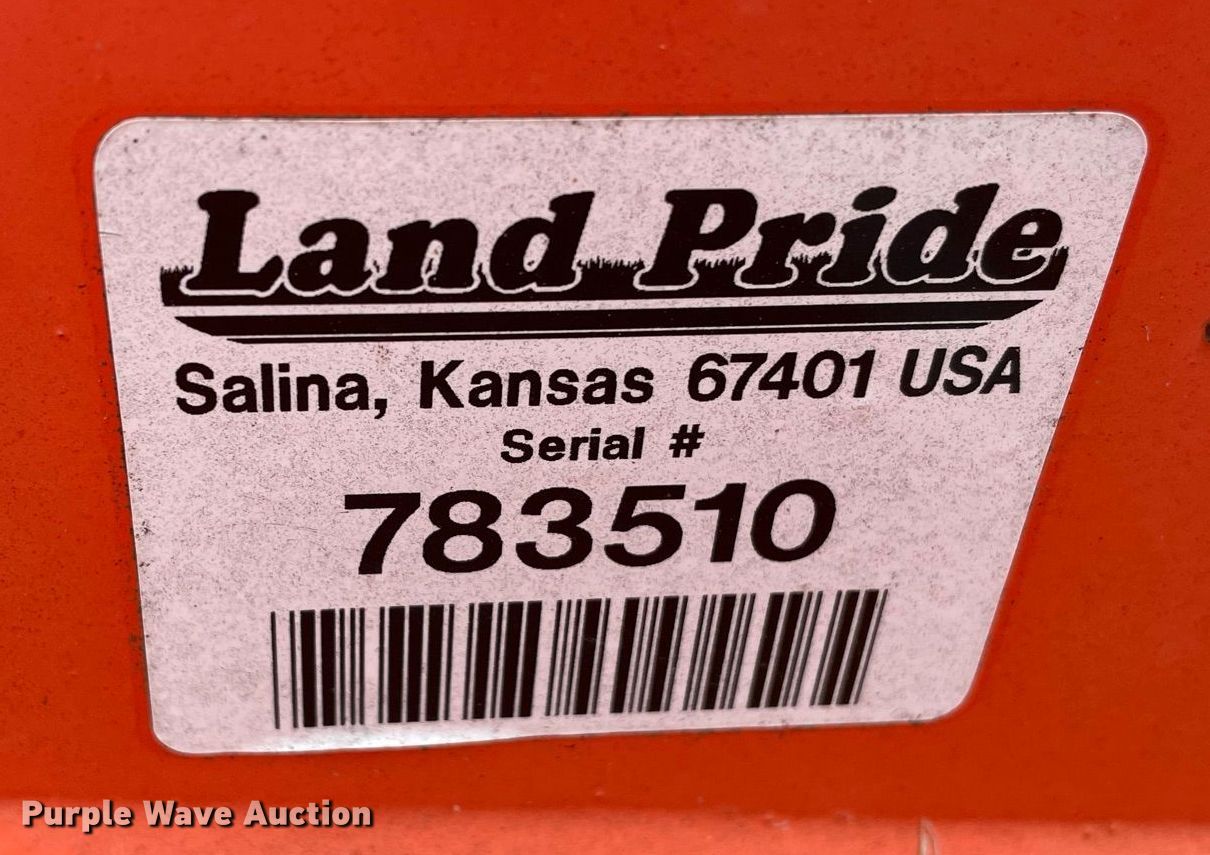 Land Pride
Salina, Kansas 67401 USA
Serial #
783510
Purple Wave Auction